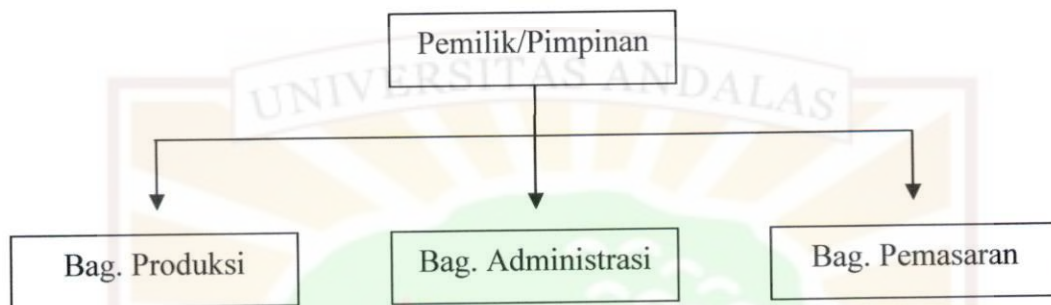 Pemilik/Pimpinan
UNIVERSITAS ANDALAS
Bag. Produksi
Bag. Administrasi
Bag. Pemasaran